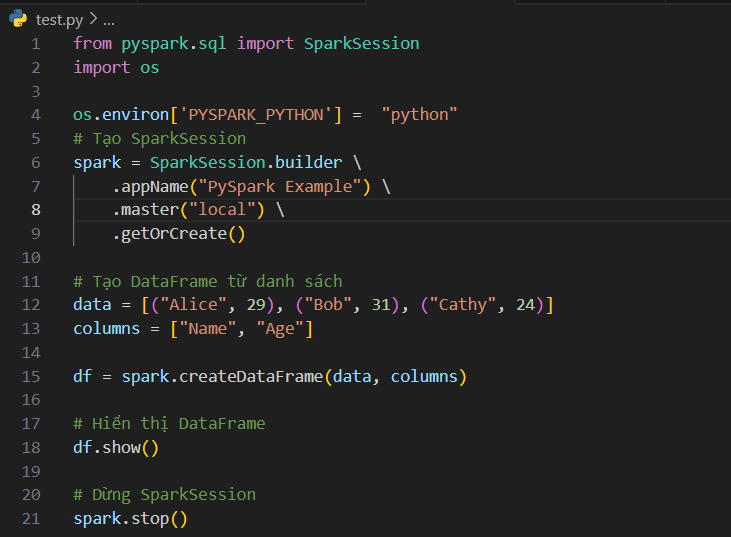 test.py > ...
1 from pyspark.sql import SparkSession
2 import os
3
4 os.environ['PYSPARK_PYTHON'] =  "python"
5 # Tạo SparkSession
6 spark = SparkSession.builder \
7     .appName("PySpark Example") \
8     .master("local") \
9     .getOrCreate()
10
11 # Tạo DataFrame từ danh sách
12 data = [("Alice", 29), ("Bob", 31), ("Cathy", 24)]
13 columns = ["Name", "Age"]
14
15 df = spark.createDataFrame(data, columns)
16
17 # Hiển thị DataFrame
18 df.show()
19
20 # Dừng SparkSession
21 spark.stop()